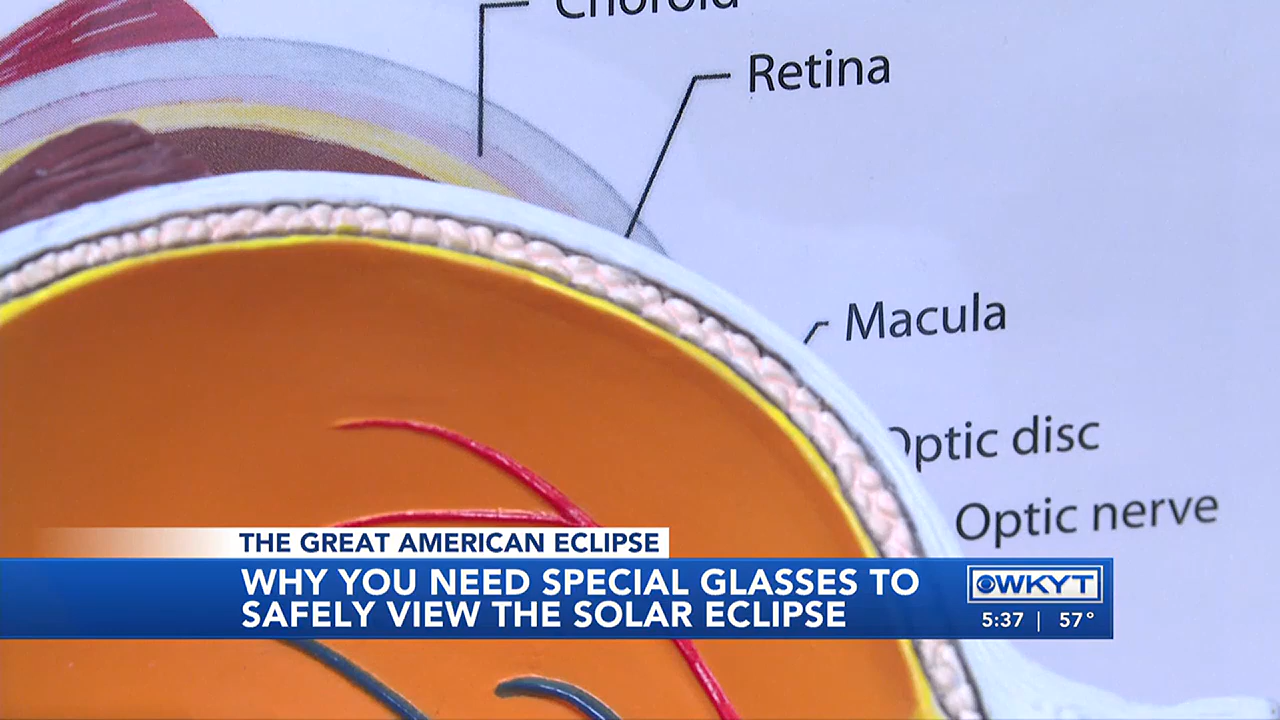 Choroid
Retina
Macula
Optic disc
Optic nerve
THE GREAT AMERICAN ECLIPSE
WHY YOU NEED SPECIAL GLASSES TO
SAFELY VIEW THE SOLAR ECLIPSE
WKYT
5:37 | 57°